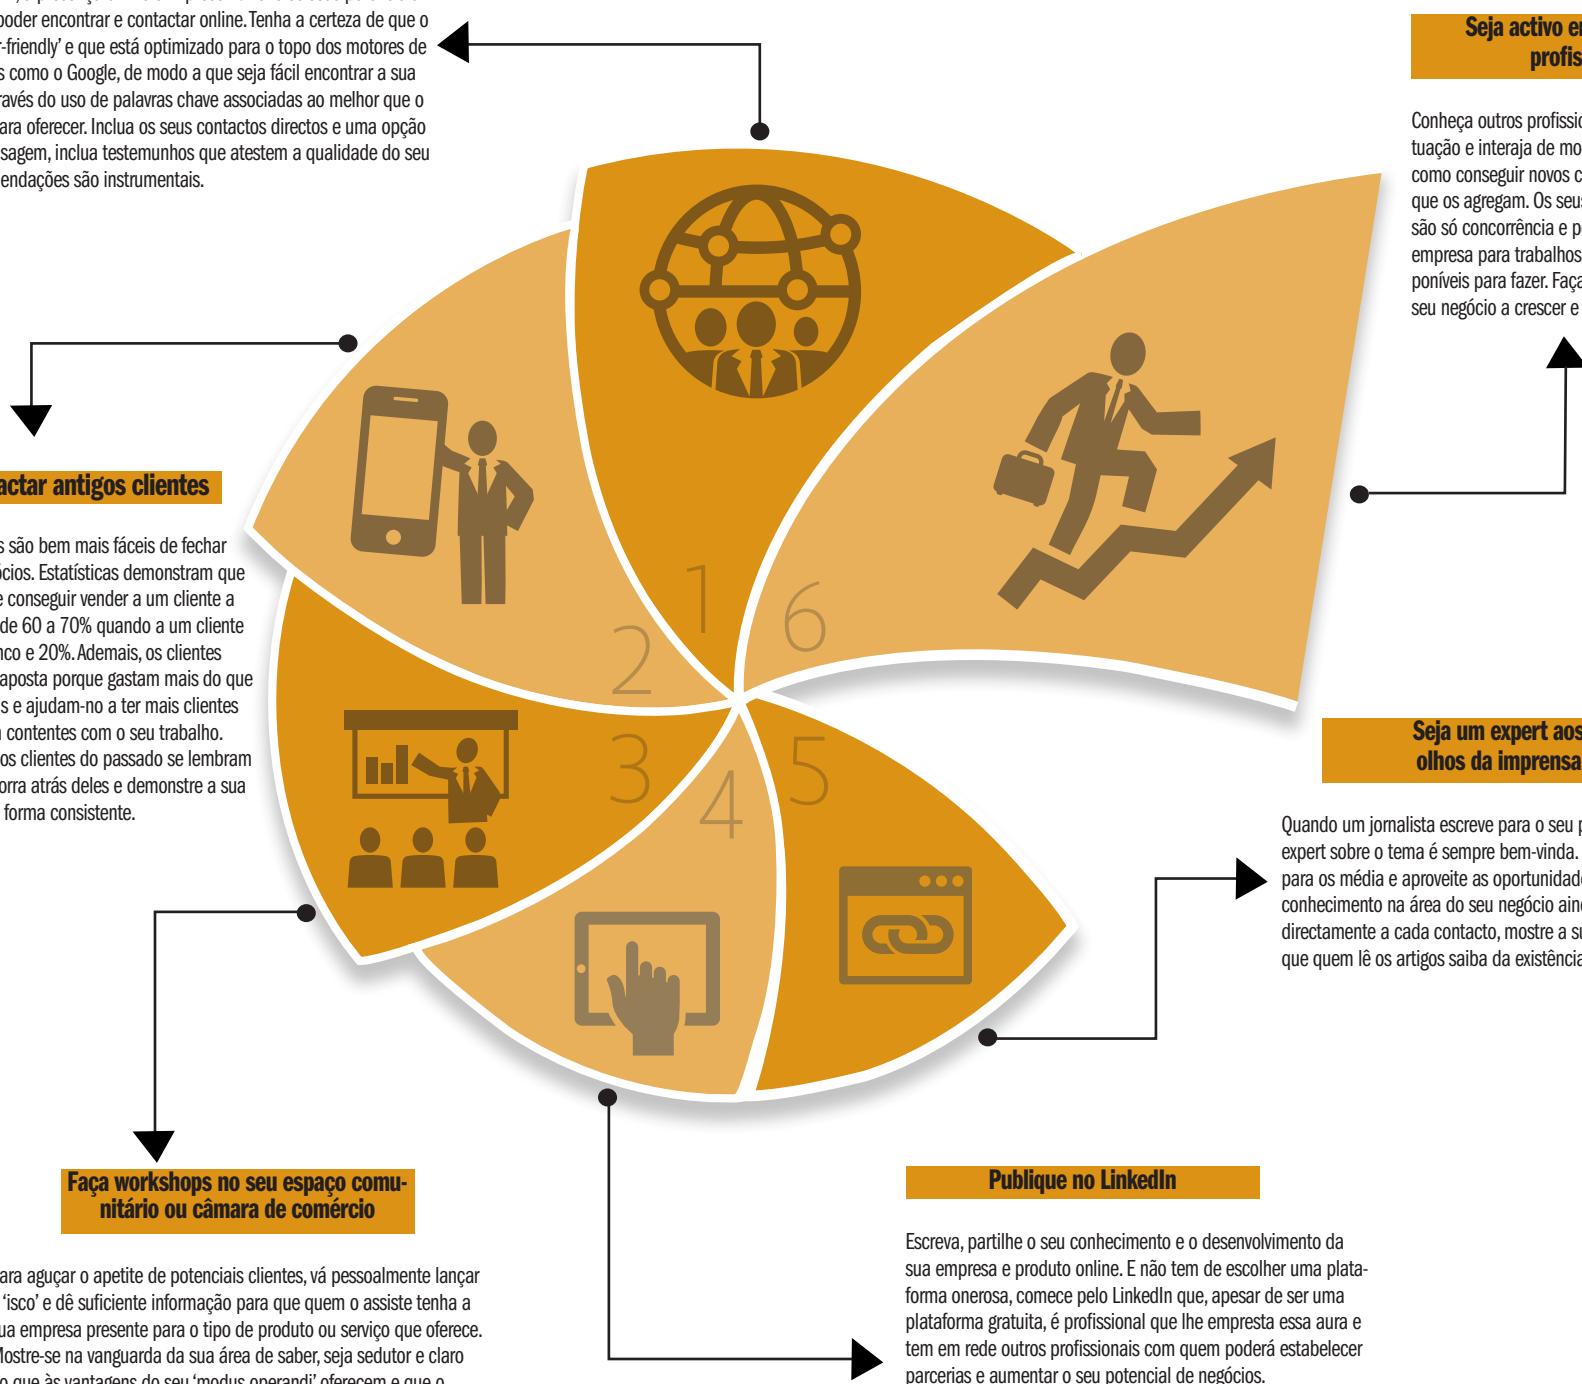 poder encontrar e contactar online. Tenha a certeza de que o
-friendly’ e que está optimizado para o topo dos motores de
s como o Google, de modo a que seja fácil encontrar a sua
ravés do uso de palavras chave associadas ao melhor que o
ara oferecer. Inclua os seus contactos directos e uma opção
sagem, inclua testemunhos que atestem a qualidade do seu
endações são instrumentais.
1
2
3
4
5
6
actar antigos clientes
s são bem mais fáceis de fechar
ócios. Estatísticas demonstram que
e conseguir vender a um cliente a
de 60 a 70% quando a um cliente
nco e 20%. Ademais, os clientes
aposta porque gastam mais do que
s e ajudam-no a ter mais clientes
contentes com o seu trabalho.
os clientes do passado se lembram
orra atrás deles e demonstre a sua
forma consistente.
Faça workshops no seu espaço comu-
nitário ou câmara de comércio
ara aguçar o apetite de potenciais clientes, vá pessoalmente lançar
‘isco’ e dê suficiente informação para que quem o assiste tenha a
ua empresa presente para o tipo de produto ou serviço que oferece.
Mostre-se na vanguarda da sua área de saber, seja sedutor e claro
o que às vantagens do seu ‘modus operandi’ oferecem e que o
Publique no LinkedIn
Escreva, partilhe o seu conhecimento e o desenvolvimento da
sua empresa e produto online. E não tem de escolher uma plata-
forma onerosa, comece pelo LinkedIn que, apesar de ser uma
plataforma gratuita, é profissional que lhe empresta essa aura e
tem em rede outros profissionais com quem poderá estabelecer
parcerias e aumentar o seu potencial de negócios.
Seja um expert aos
olhos da imprensa
Quando um jornalista escreve para o seu p
expert sobre o tema é sempre bem-vinda.
para os média e aproveite as oportunidade
conhecimento na área do seu negócio aind
directamente a cada contacto, mostre a su
que quem lê os artigos saiba da existência
Seja activo e
profis
Conheça outros profissio
tuação e interaja de mo
como conseguir novos c
que os agregam. Os seus
são só concorrência e p
empresa para trabalhos
poníveis para fazer. Faça
seu negócio a crescer e